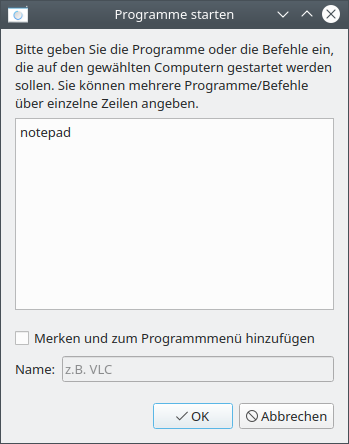 Programme starten
Bitte geben Sie die Programme oder die Befehle ein,
die auf den gewählten Computern gestartet werden
sollen. Sie können mehrere Programme/Befehle
über einzelne Zeilen angeben.
notepad
Merken und zum Programmmenü hinzufügen
Name: z.B. VLC
OK Abbrechen